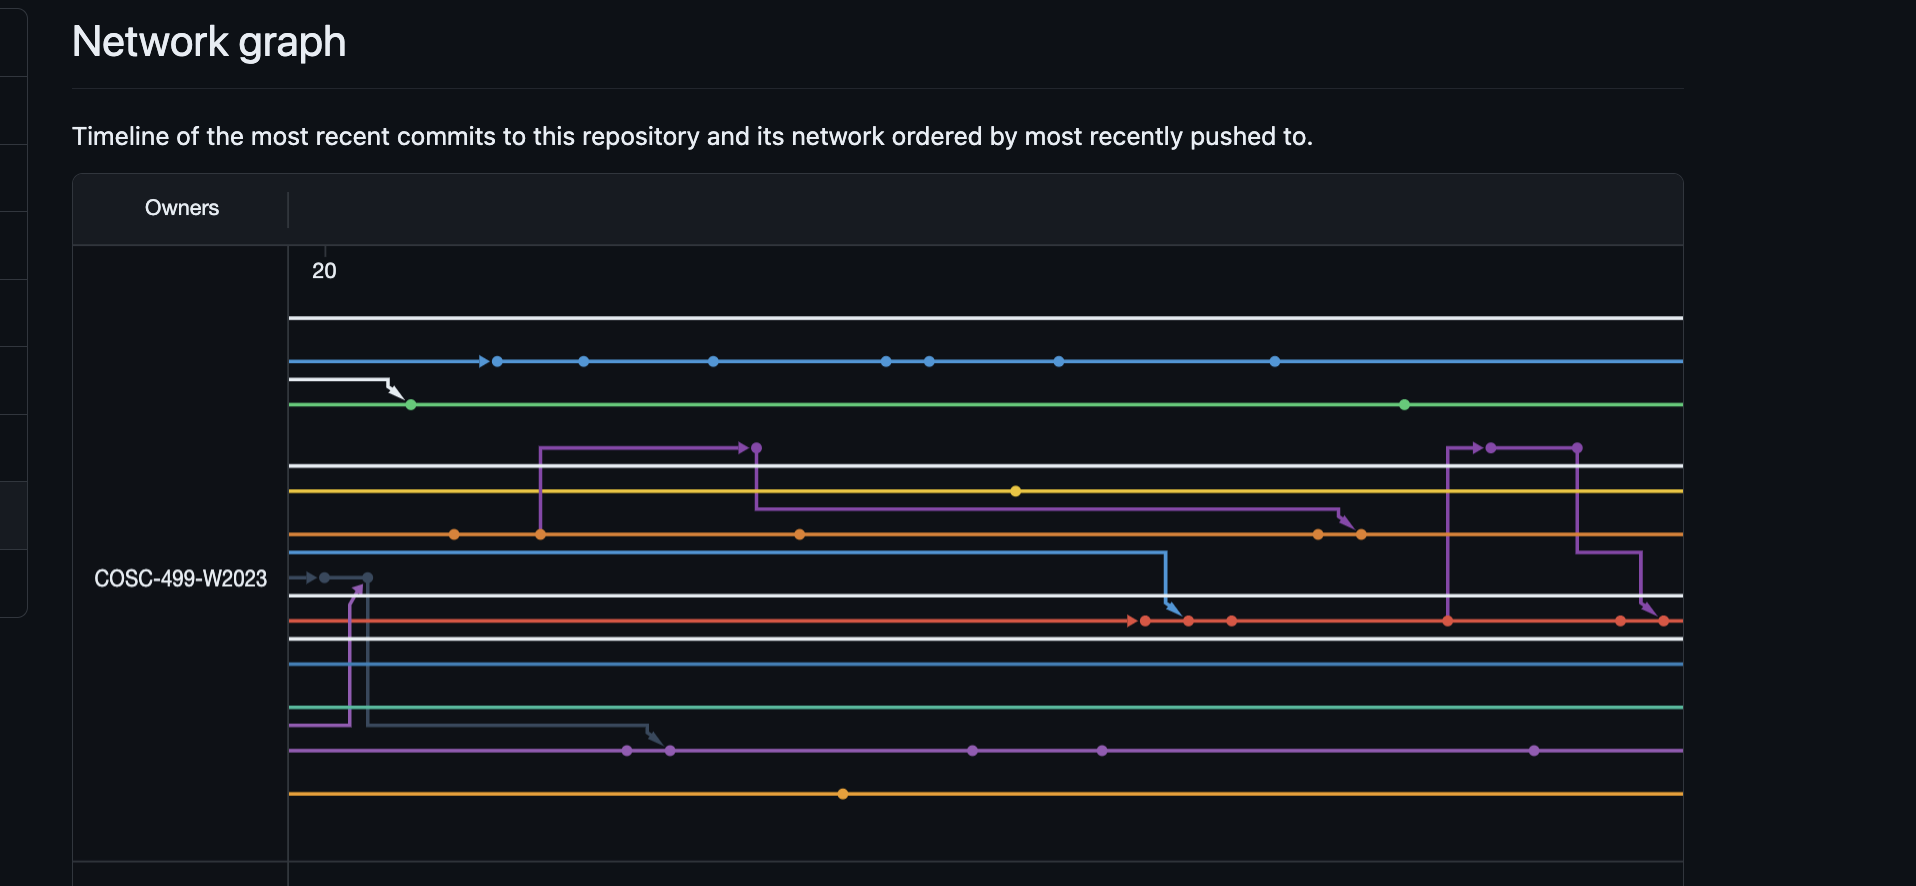 Network graph
Timeline of the most recent commits to this repository and its network ordered by most recently pushed to.
Owners
20
COSC-499-W2023